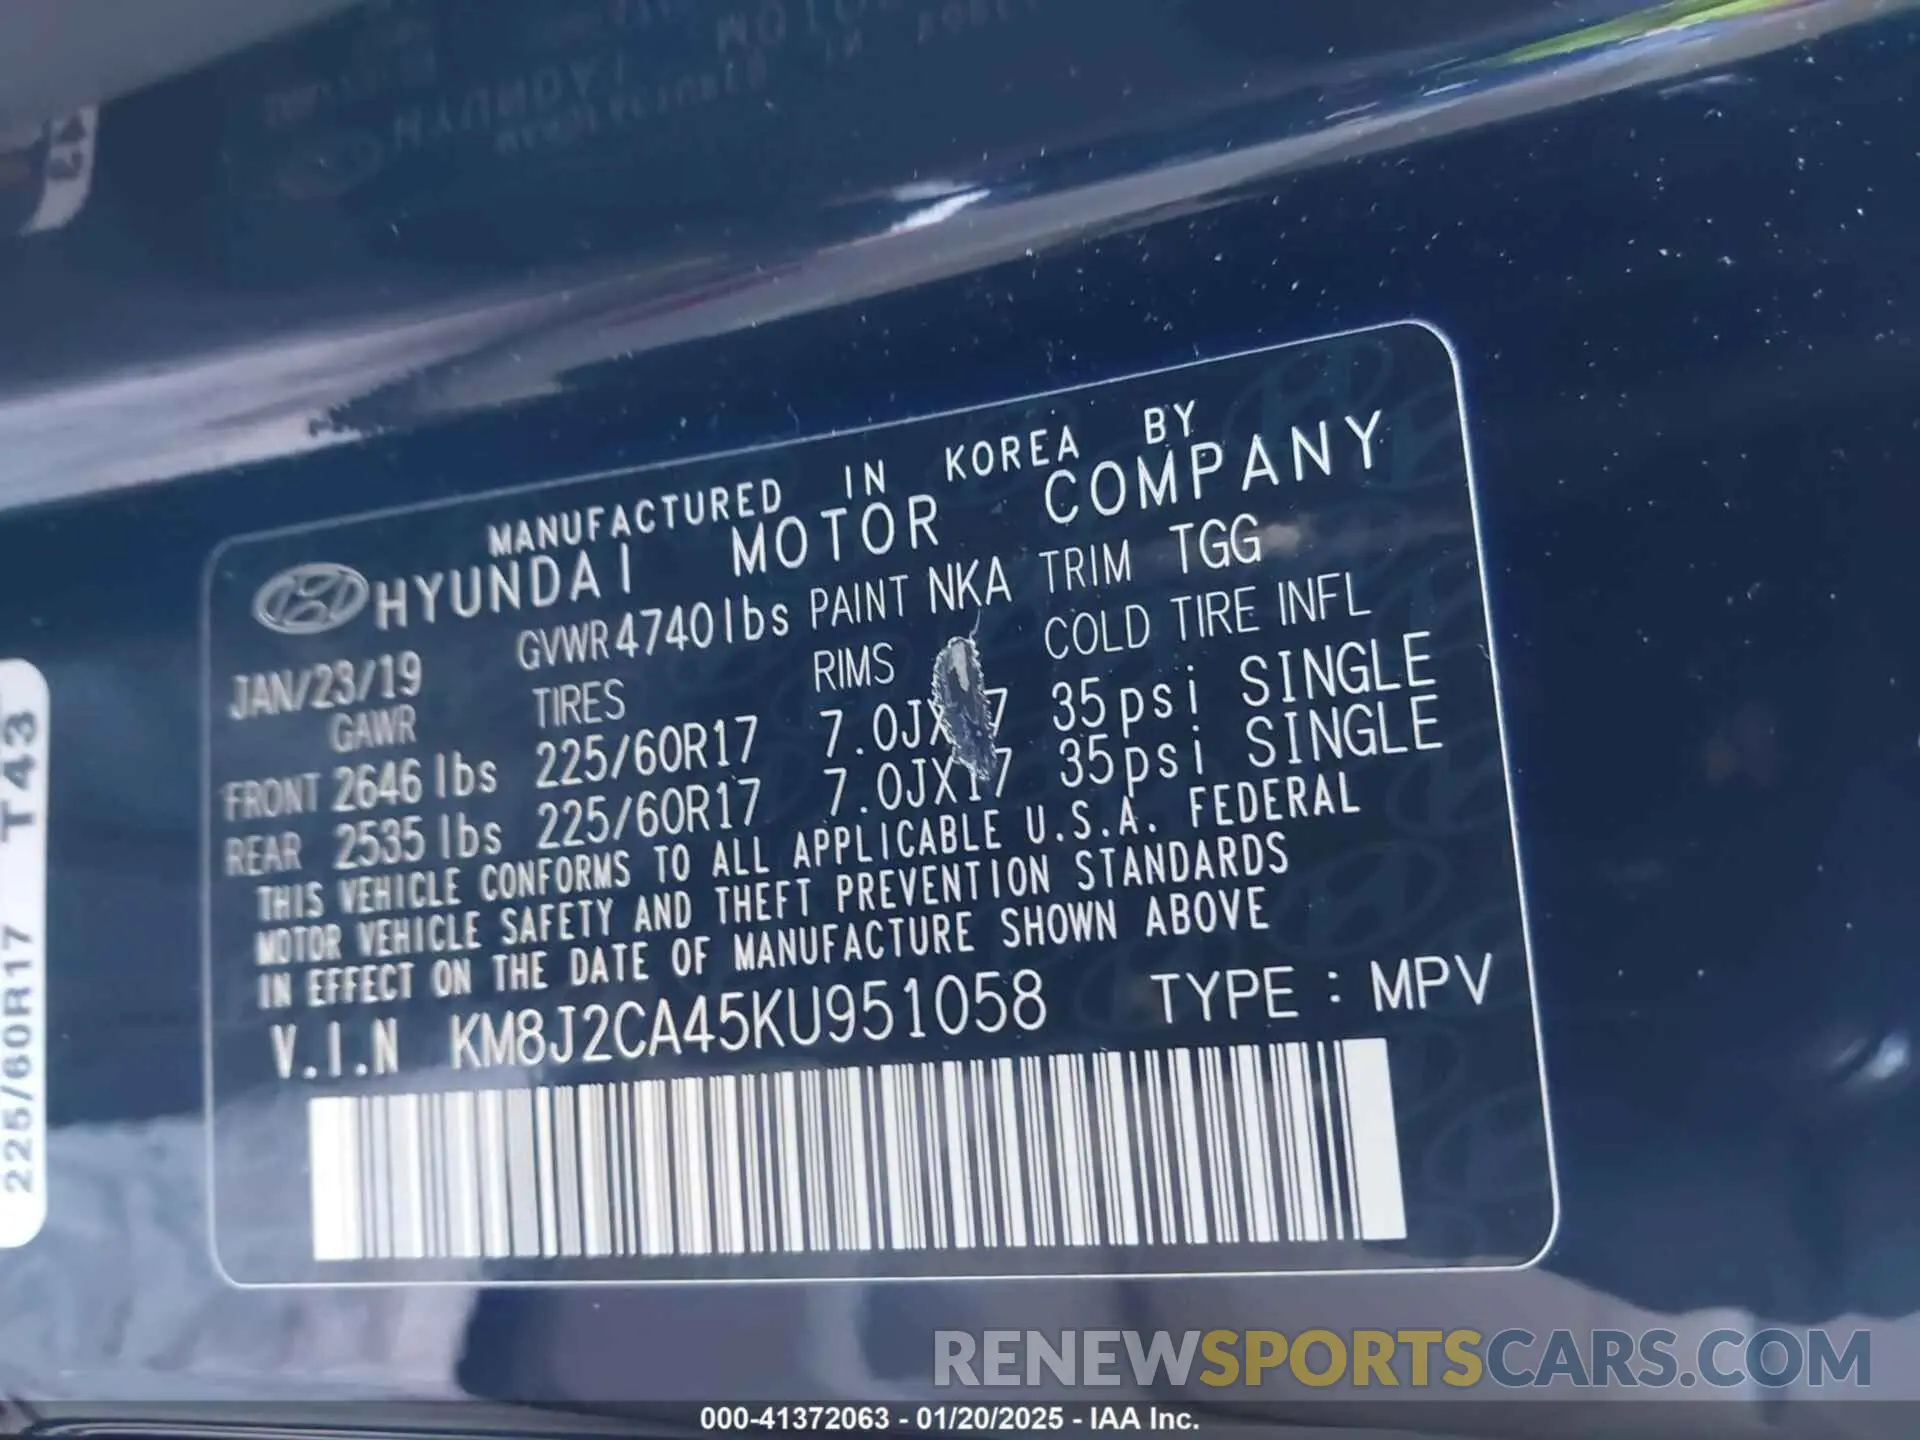 MANUFACTURED IN KOREA BY
HYUNDAI MOTOR COMPANY
JAN/23/19 GVWR 4740lbs PAINT NKA TRIM TGG
GAWR TIRES RIMS COLD TIRE INFL
FRONT 2646 lbs 225/60R17 7.0JX17 35psi SINGLE
REAR 2535 lbs 225/60R17 7.0JX17 35psi SINGLE
THIS VEHICLE CONFORMS TO ALL APPLICABLE U.S.A. FEDERAL
MOTOR VEHICLE SAFETY AND THEFT PREVENTION STANDARDS
IN EFFECT ON THE DATE OF MANUFACTURE SHOWN ABOVE
V.I.N KM8J2CA45KU951058 TYPE : MPV
225/60R17 T43
RENEWSPORTSCARS.COM
000-41372063 - 01/20/2025 - IAA Inc.